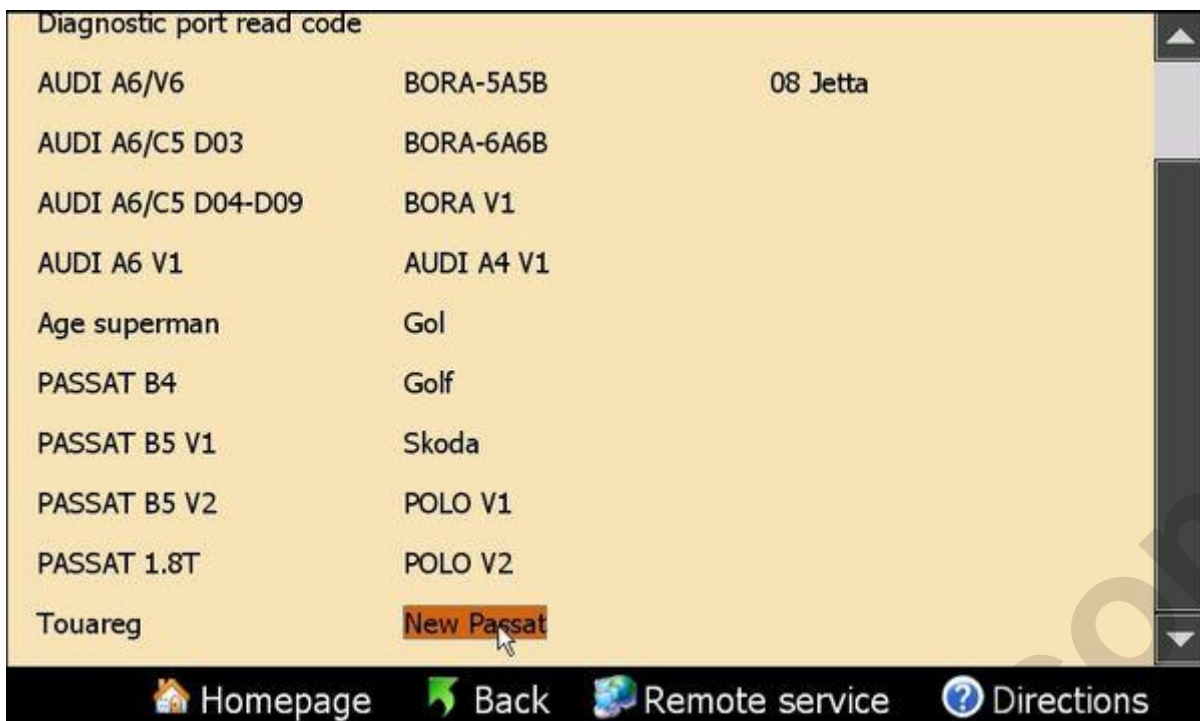 Diagnostic port read code
AUDI A6/V6 BORA-5A5B 08 Jetta
AUDI A6/C5 D03 BORA-6A6B
AUDI A6/C5 D04-D09 BORA V1
AUDI A6 V1 AUDI A4 V1
Age superman Gol
PASSAT B4 Golf
PASSAT B5 V1 Skoda
PASSAT B5 V2 POLO V1
PASSAT 1.8T POLO V2
Touareg New Passat
Homepage Back Remote service Directions